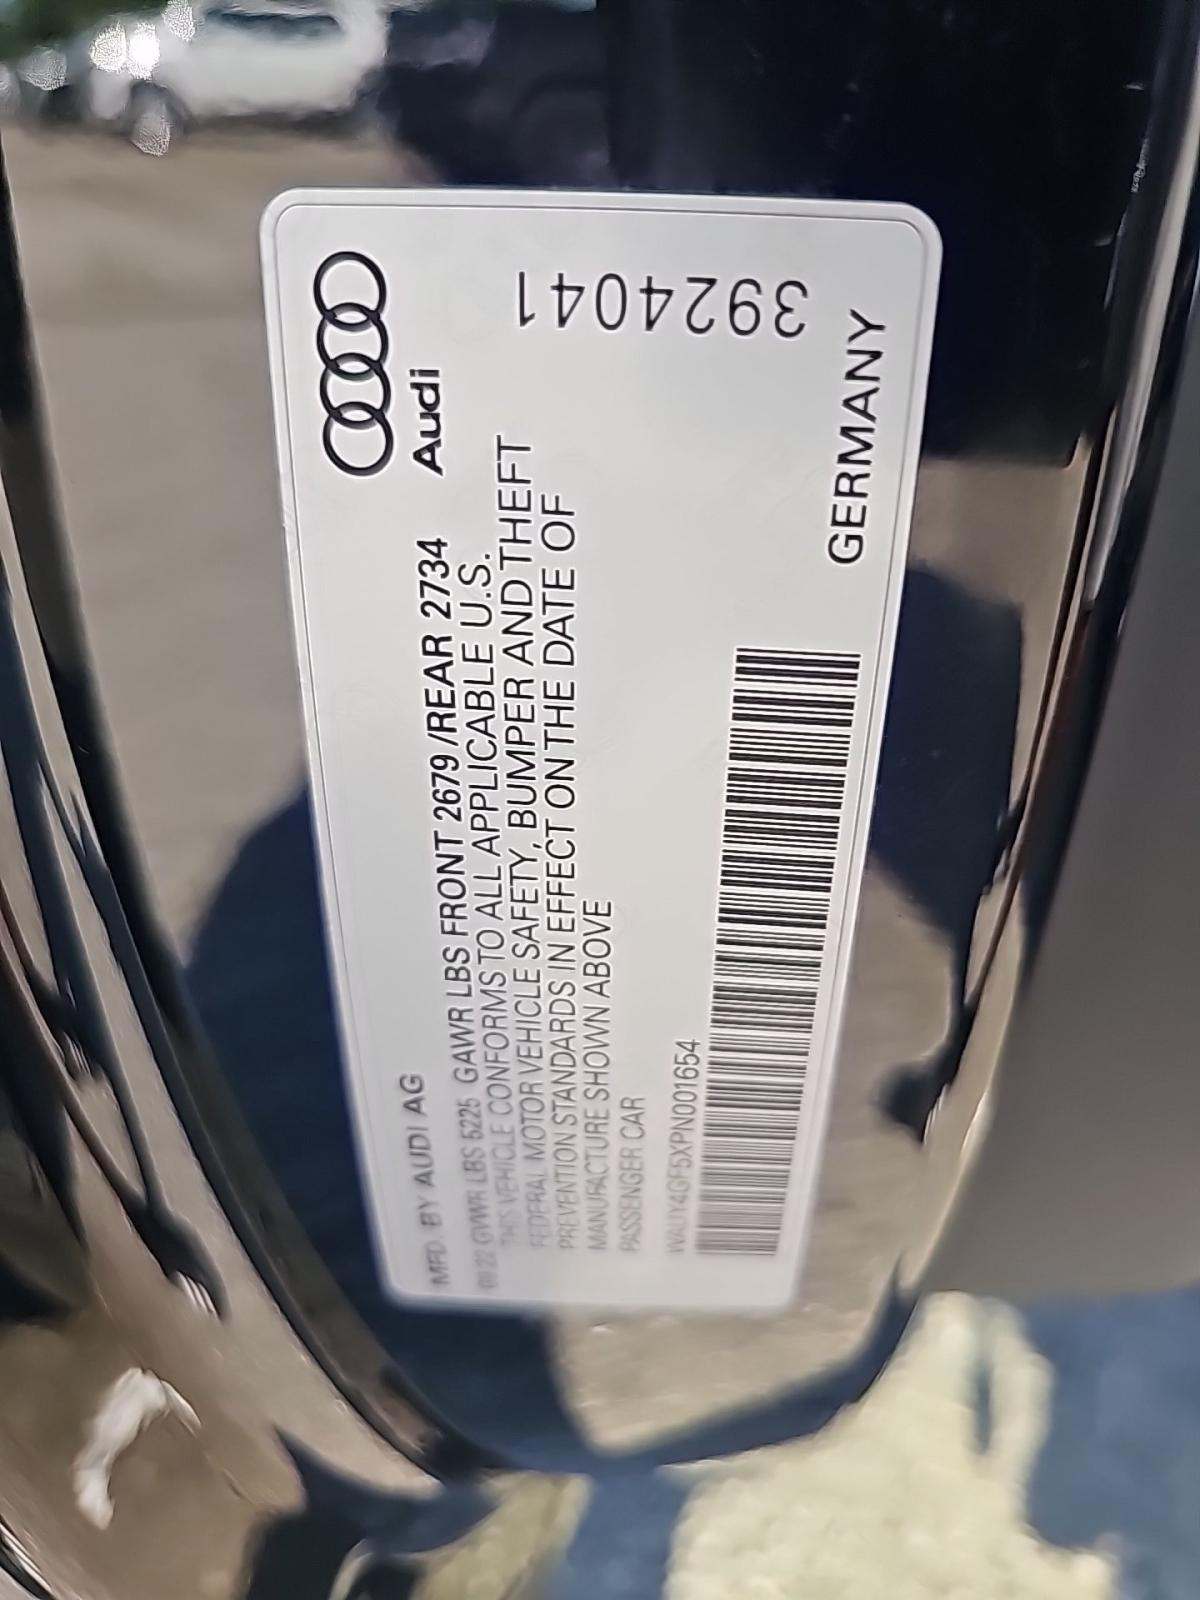 MFD. BY AUDI AG
GVWR LBS 5225 GAWR LBS FRONT 2679/REAR 2734
THIS VEHICLE CONFORMS TO ALL APPLICABLE U.S.
FEDERAL MOTOR VEHICLE SAFETY, BUMPER AND THEFT
PREVENTION STANDARDS IN EFFECT ON THE DATE OF
MANUFACTURE SHOWN ABOVE
PASSENGER CAR
WAUY4GF5XPN001654
Audi
3924041
GERMANY